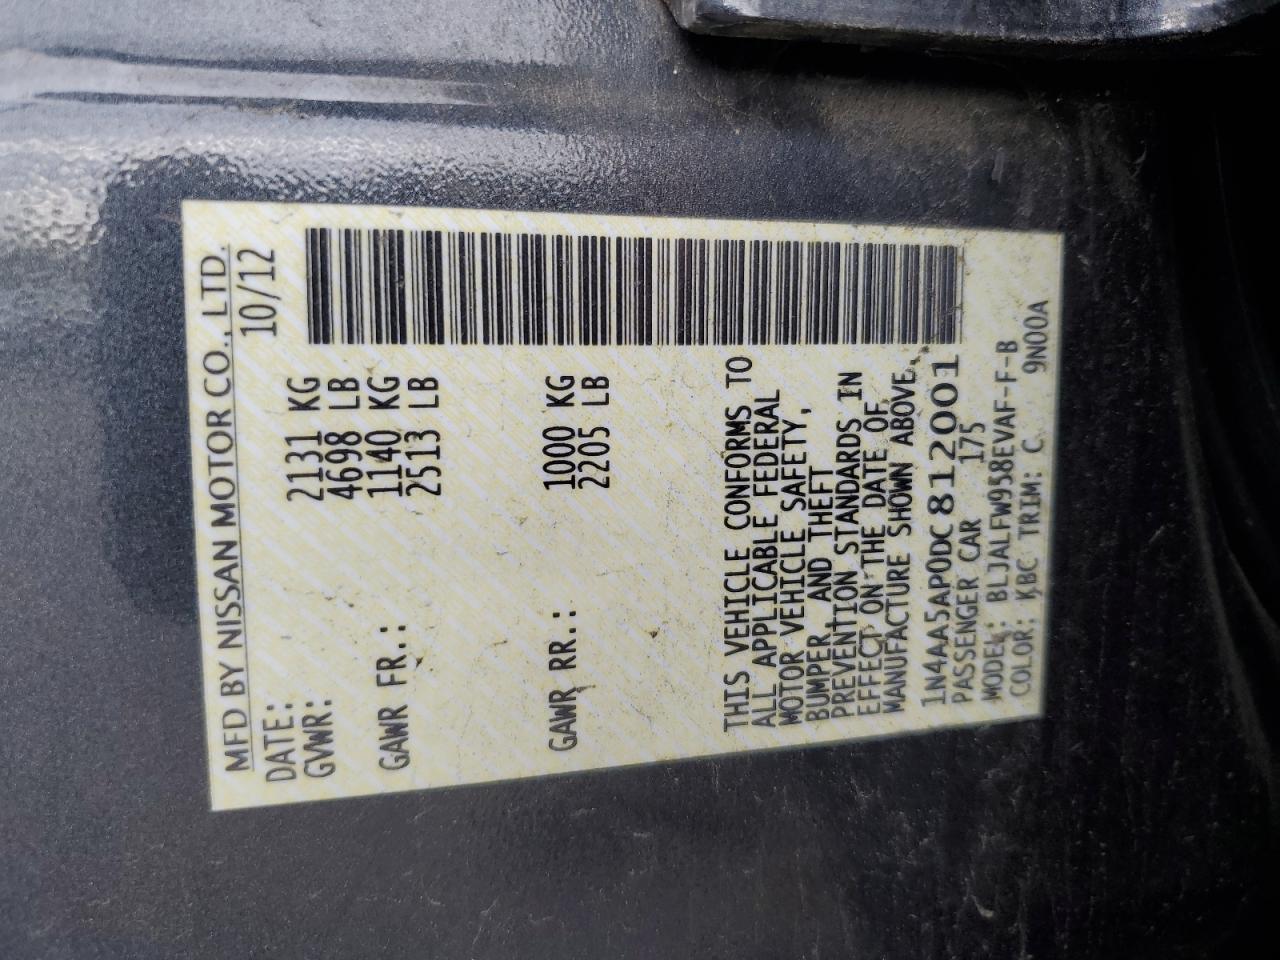 MFD BY NISSAN MOTOR CO., LTD.
DATE: 10/12
GVWR: 2131 KG
4698 LB
GAWR FR.: 1140 KG
2513 LB
GAWR RR.: 1000 KG
2205 LB
THIS VEHICLE CONFORMS TO
ALL APPLICABLE FEDERAL
MOTOR VEHICLE SAFETY,
BUMPER, AND THEFT
PREVENTION STANDARDS IN
EFFECT ON THE DATE OF
MANUFACTURE SHOWN ABOVE.
1N4AA5AP0DC812001
PASSENGER CAR 175
MODEL: BLJALFW958EVAF-F-B
COLOR: KBC TRIM: C 9N00A